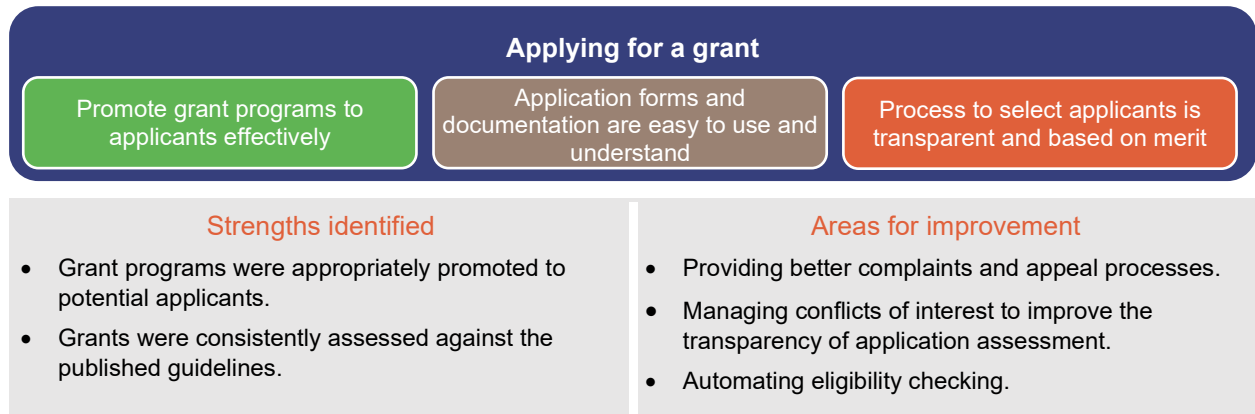 Applying for a grant
Promote grant programs to
applicants effectively
Application forms and
documentation are easy to use and
understand
Process to select applicants is
transparent and based on merit
Strengths identified
• Grant programs were appropriately promoted to
potential applicants.
• Grants were consistently assessed against the
published guidelines.
Areas for improvement
• Providing better complaints and appeal processes.
• Managing conflicts of interest to improve the
transparency of application assessment.
• Automating eligibility checking.